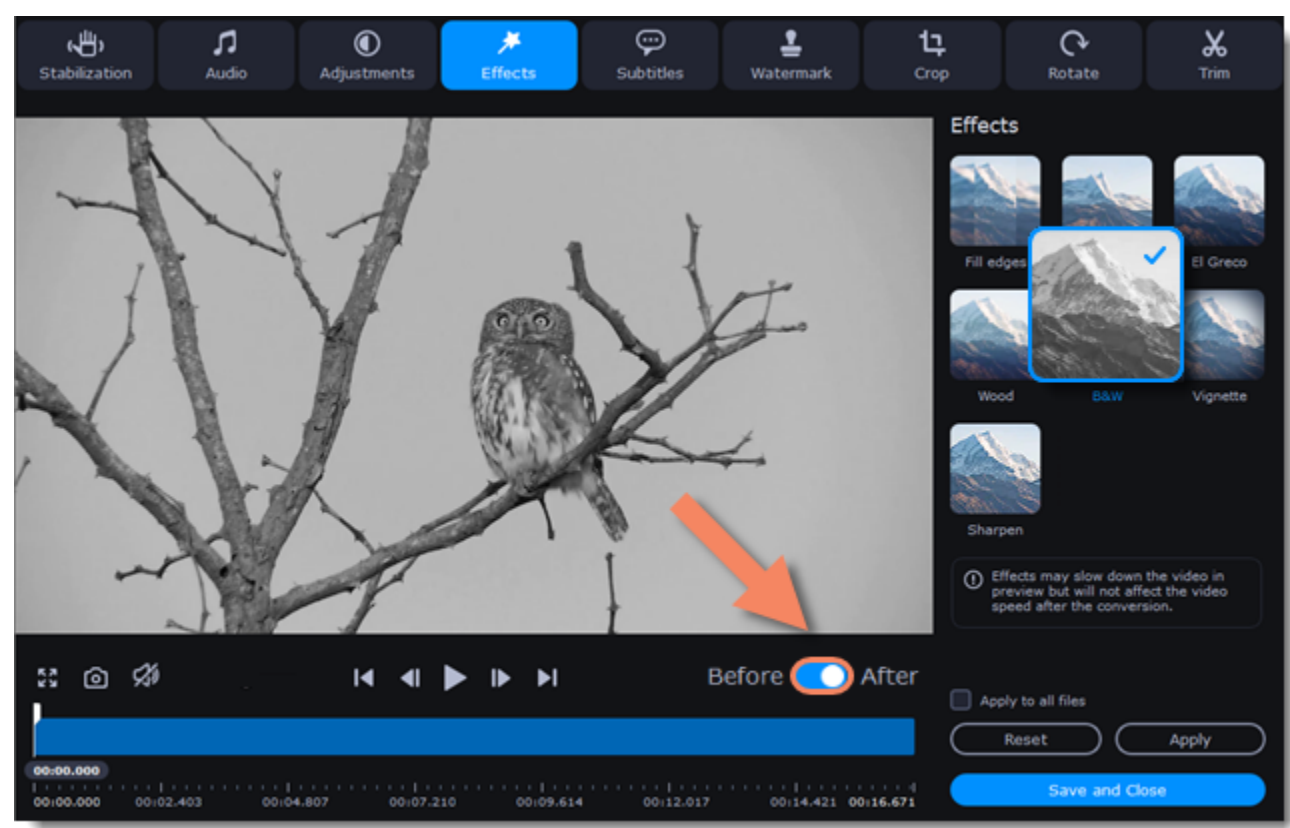 Stabilization
Audio
Adjustments
Effects
Subtitles
Watermark
Crop
Rotate
Trim
Effects
Fill edges
El Greco
Wood
B&W
Vignette
Sharpen
Effects may slow down the video in
preview but will not affect the video
speed after the conversion.
Before
After
Apply to all files
Reset
Apply
00:00.000
00:00.000
00:02.403
00:04.807
00:07.210
00:09.614
00:12.017
00:14.421
00:16.671
Save and Close